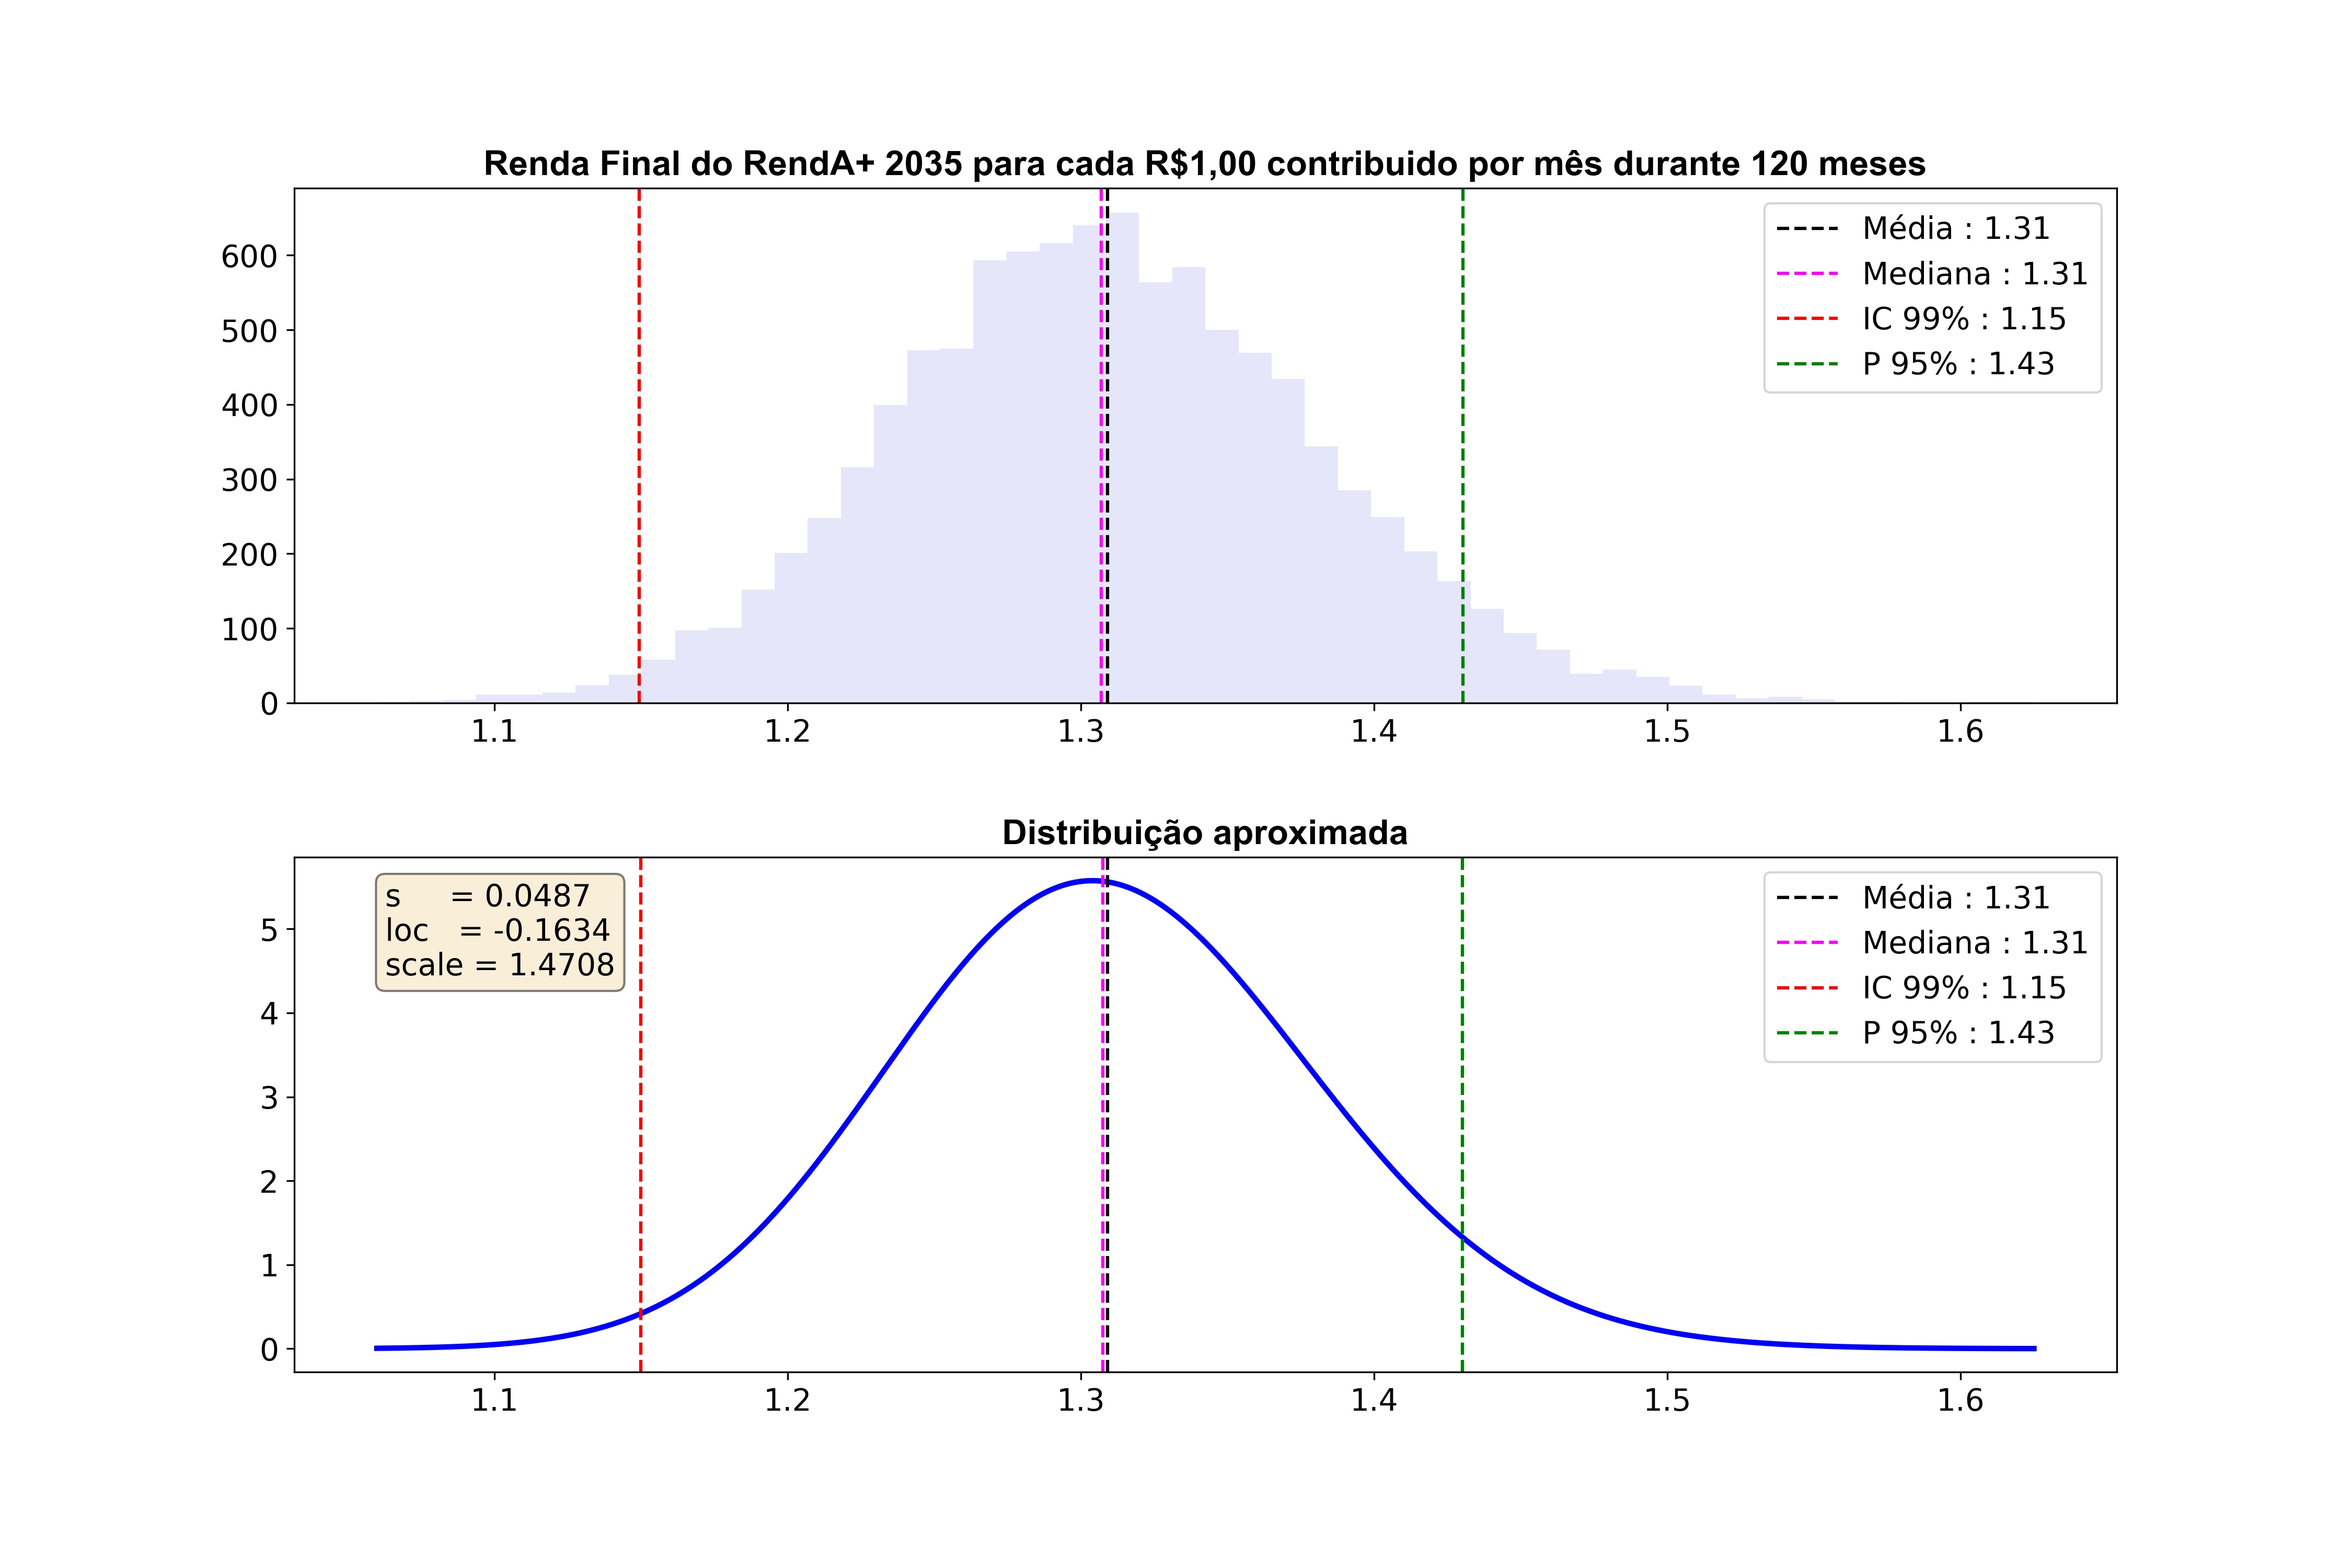 Renda Final do RendA+ 2035 para cada R$1,00 contribuido por mês durante 120 meses
600
500
400
300
200
100
0
1.1 1.2 1.3 1.4 1.5 1.6
Média : 1.31
Mediana : 1.31
IC 99% : 1.15
P 95% : 1.43
Distribuição aproximada
s = 0.0487
loc = -0.1634
scale = 1.4708
5
4
3
2
1
0
1.1 1.2 1.3 1.4 1.5 1.6
Média : 1.31
Mediana : 1.31
IC 99% : 1.15
P 95% : 1.43